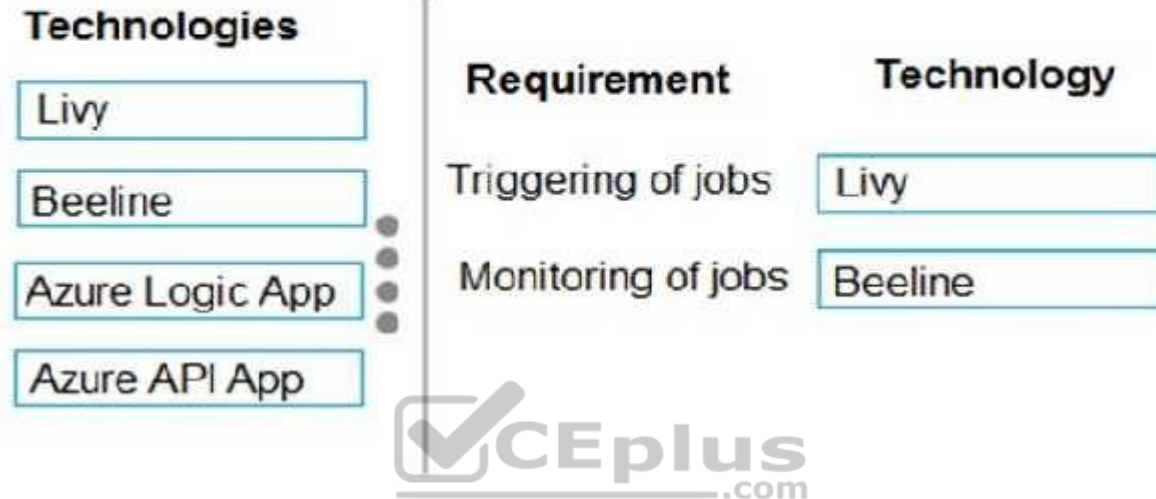 Technologies
Livy
Beeline
Azure Logic App
Azure API App
Requirement Technology
Triggering of jobs Livy
Monitoring of jobs Beeline
VCEplus
.com